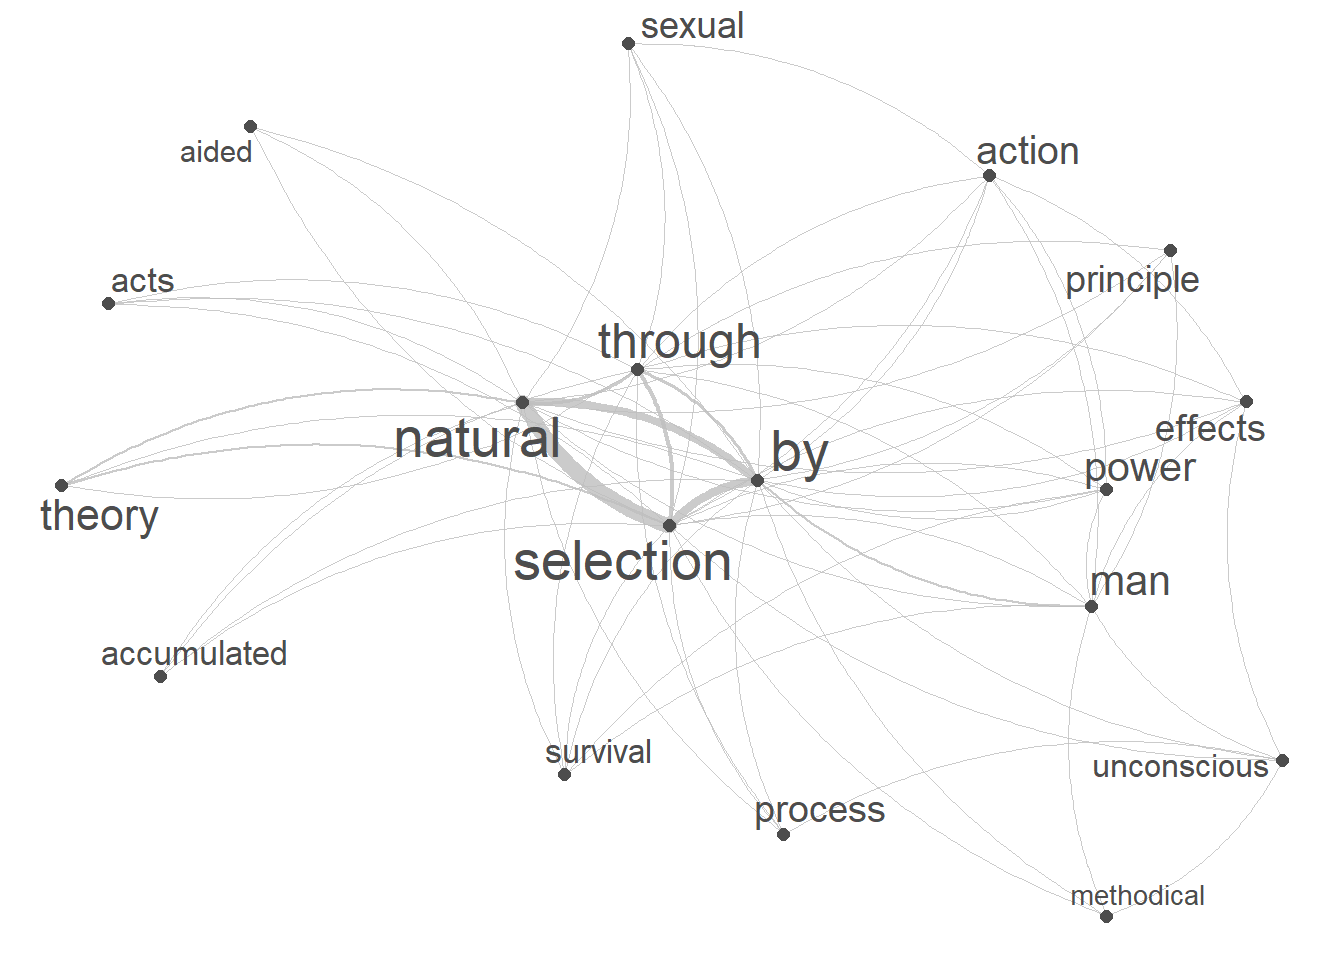 sexual
aided
action
acts
principle
through
effects
natural
by
power
theory
selection
man
accumulated
survival
unconscious
process
methodical